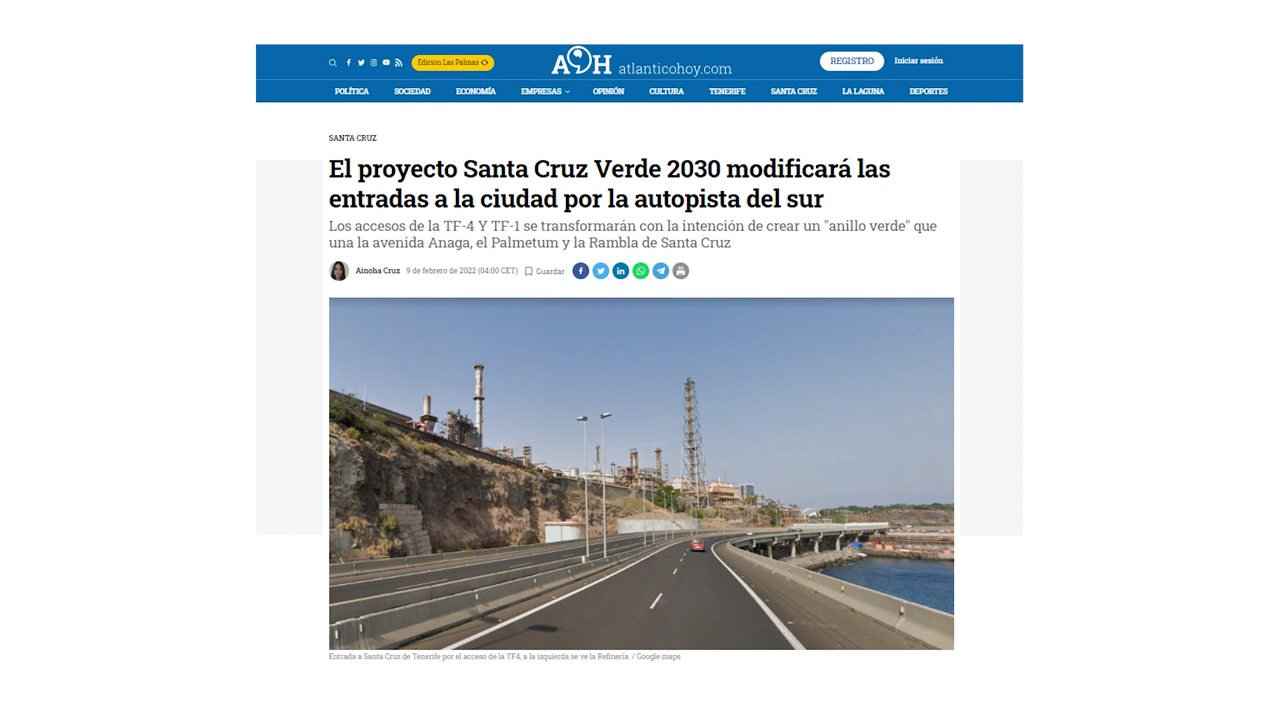 Edición Las Palmas
AH atlanticohoy.com
REGISTRO
Iniciar sesión
POLÍTICA SOCIEDAD ECONOMÍA EMPRESAS OPINIÓN CULTURA TENERIFE SANTA CRUZ LA LAGUNA DEPORTES
SANTA CRUZ
El proyecto Santa Cruz Verde 2030 modificará las
entradas a la ciudad por la autopista del sur
Los accesos de la TF-4 Y TF-1 se transformarán con la intención de crear un "anillo verde" que
una la avenida Anaga, el Palmetum y la Rambla de Santa Cruz
Ainoha Cruz 9 de febrero de 2022 (04:00 CET) Guardar
Entrada a Santa Cruz de Tenerife por el acceso de la TF4, a la izquierda se ve la Refinería. / Google maps